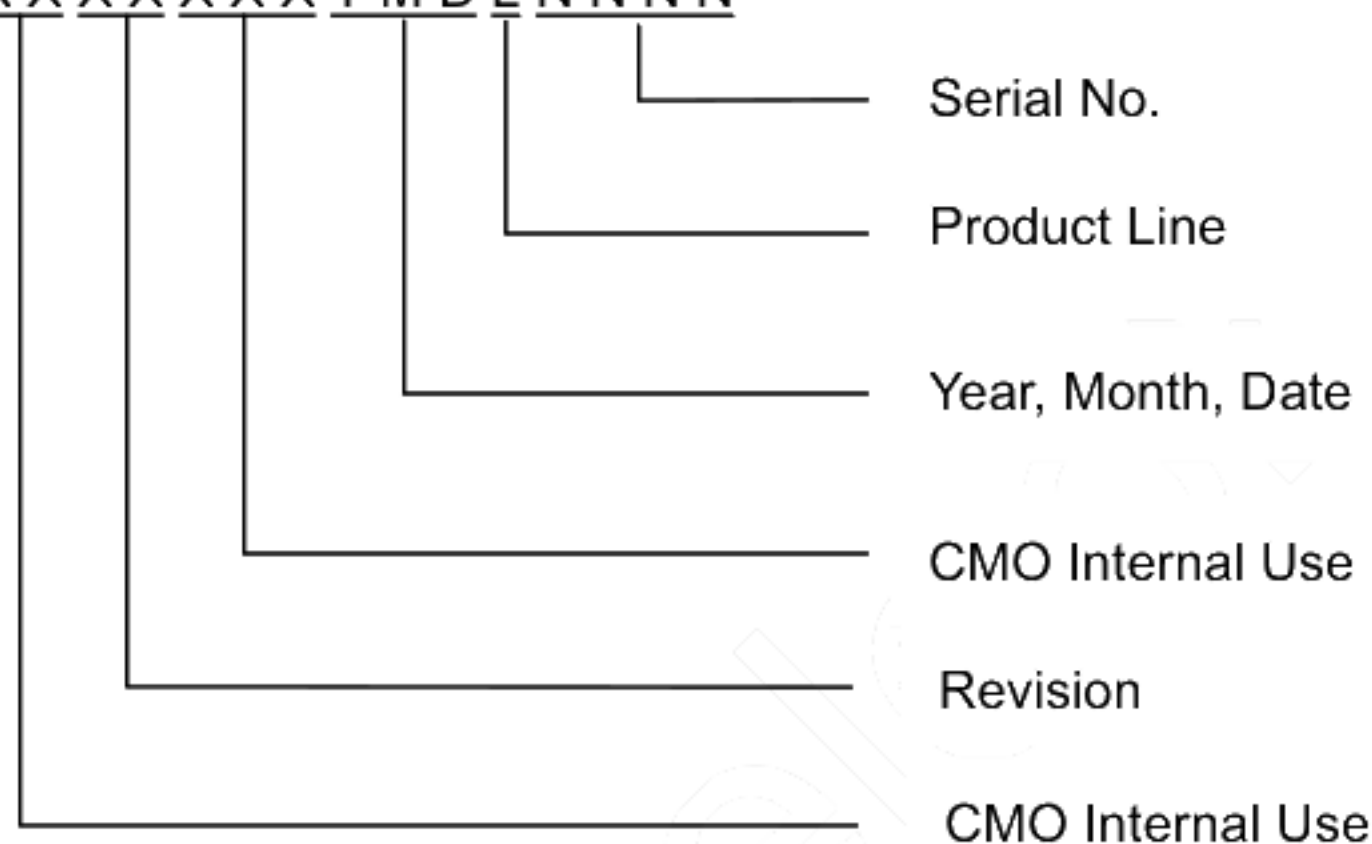 X X X X X X X Y M D L N N N N
Serial No.
Product Line
Year, Month, Date
CMO Internal Use
Revision
CMO Internal Use